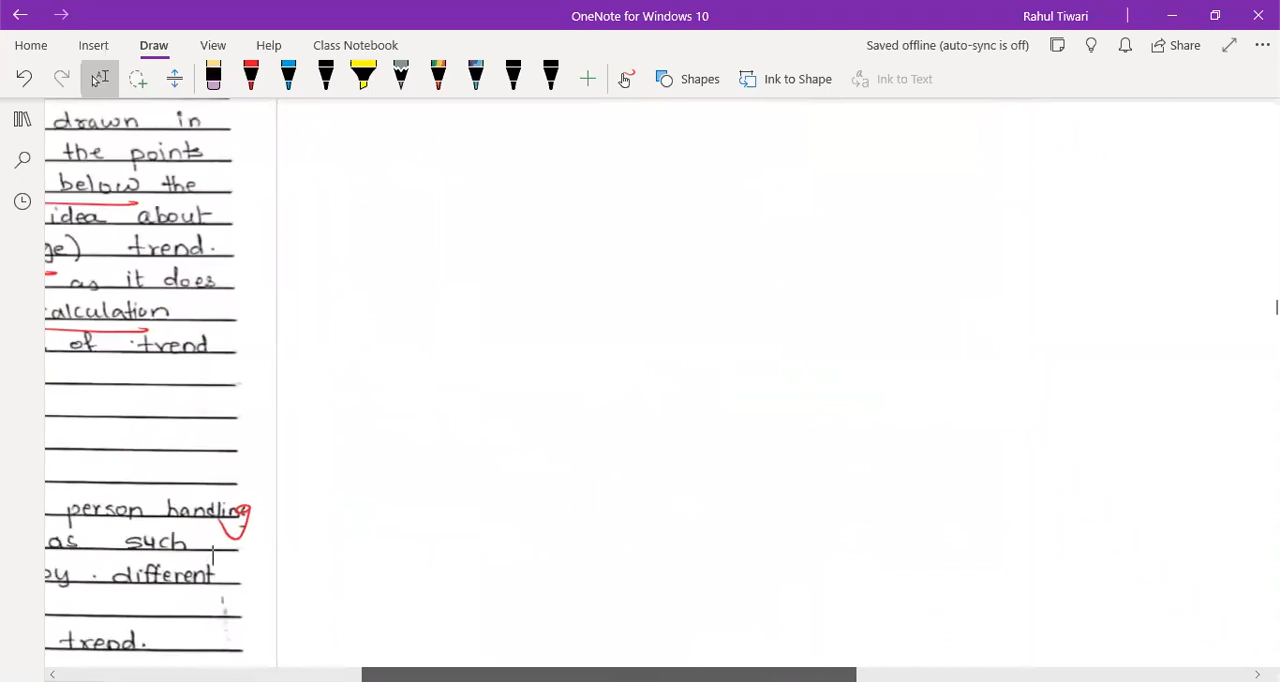 OneNote for Windows 10
Rahul Tiwari
Home Insert Draw View Help Class Notebook
Saved offline (auto-sync is off)
Share
Shapes Ink to Shape Ink to Text
drawn in
the points
below the
idea about
ge) trend.
as it does
calculation
of trend
person handling
as such
by different
trend.